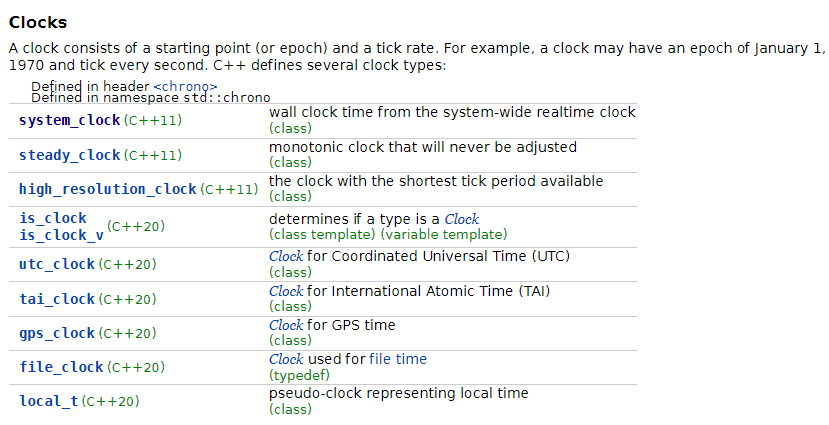 Clocks
A clock consists of a starting point (or epoch) and a tick rate. For example, a clock may have an epoch of January 1,
1970 and tick every second. C++ defines several clock types:
Defined in header <chrono>
Defined in namespace std::chrono
system_clock (C++11) wall clock time from the system-wide realtime clock
(class)
steady_clock (C++11) monotonic clock that will never be adjusted
(class)
high_resolution_clock (C++11) the clock with the shortest tick period available
(class)
is_clock
is_clock_v (C++20) determines if a type is a Clock
(class template) (variable template)
utc_clock (C++20) Clock for Coordinated Universal Time (UTC)
(class)
tai_clock (C++20) Clock for International Atomic Time (TAI)
(class)
gps_clock (C++20) Clock for GPS time
(class)
file_clock (C++20) Clock used for file time
(typedef)
local_t (C++20) pseudo-clock representing local time
(class)